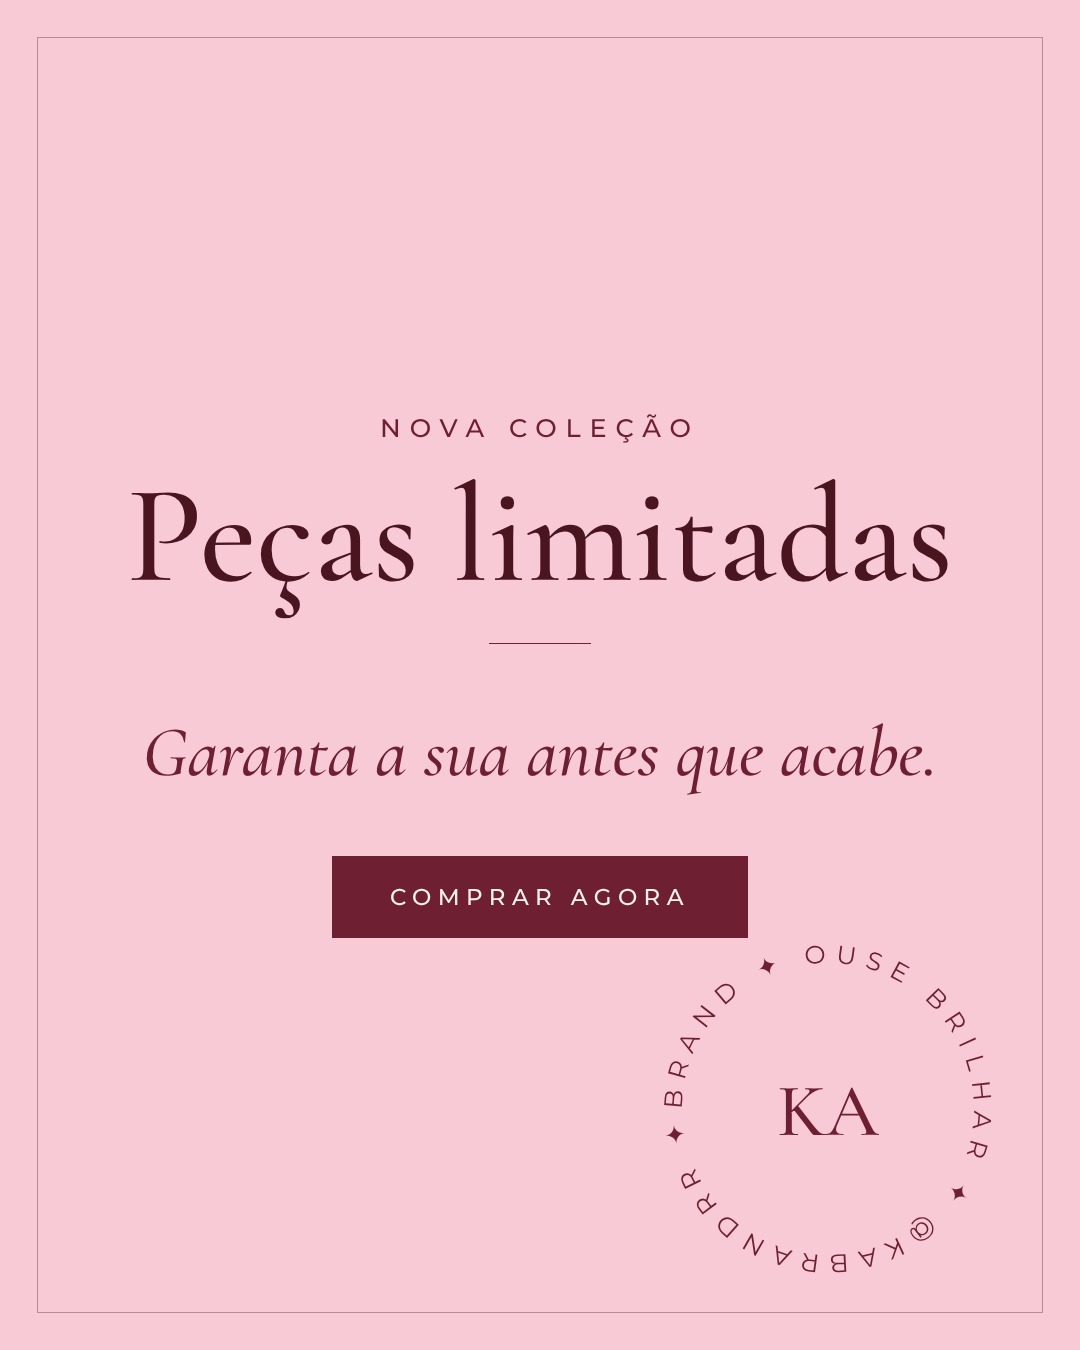 NOVA COLEÇÃO
Peças limitadas
Garanta a sua antes que acabe.
COMPRAR AGORA
BRAND ✦ OUSE BRILHAR ✦ @KABRANDRR ✦
KA